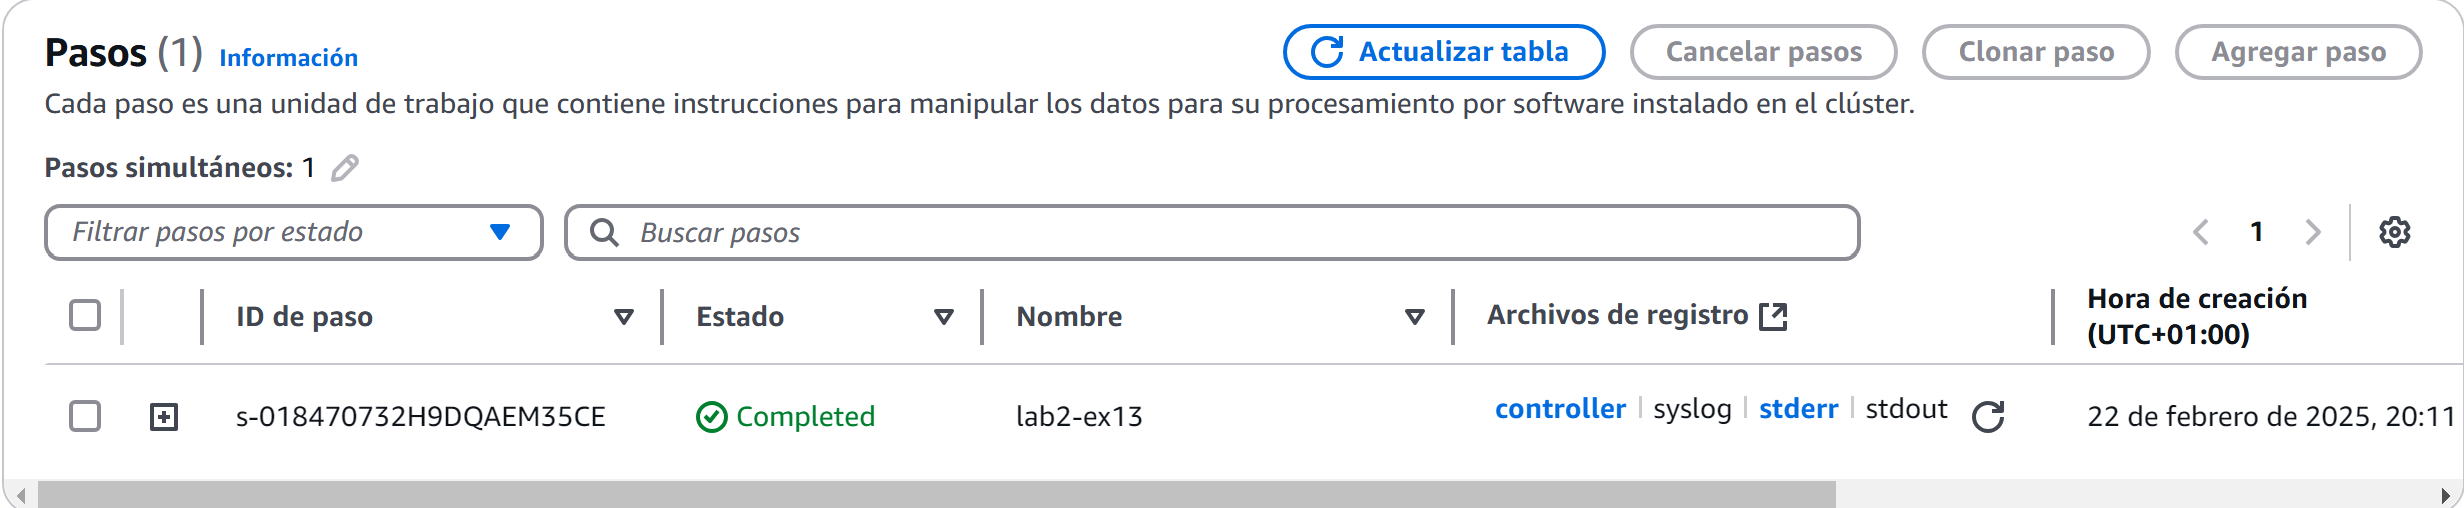 Pasos (1) Información
Actualizar tabla
Cancelar pasos
Clonar paso
Agregar paso
Cada paso es una unidad de trabajo que contiene instrucciones para manipular los datos para su procesamiento por software instalado en el clúster.
Pasos simultáneos: 1
Filtrar pasos por estado
Buscar pasos
1
ID de paso
Estado
Nombre
Archivos de registro
Hora de creación
(UTC+01:00)
s-018470732H9DQAEM35CE
Completed
lab2-ex13
controller | syslog | stderr | stdout
22 de febrero de 2025, 20:11